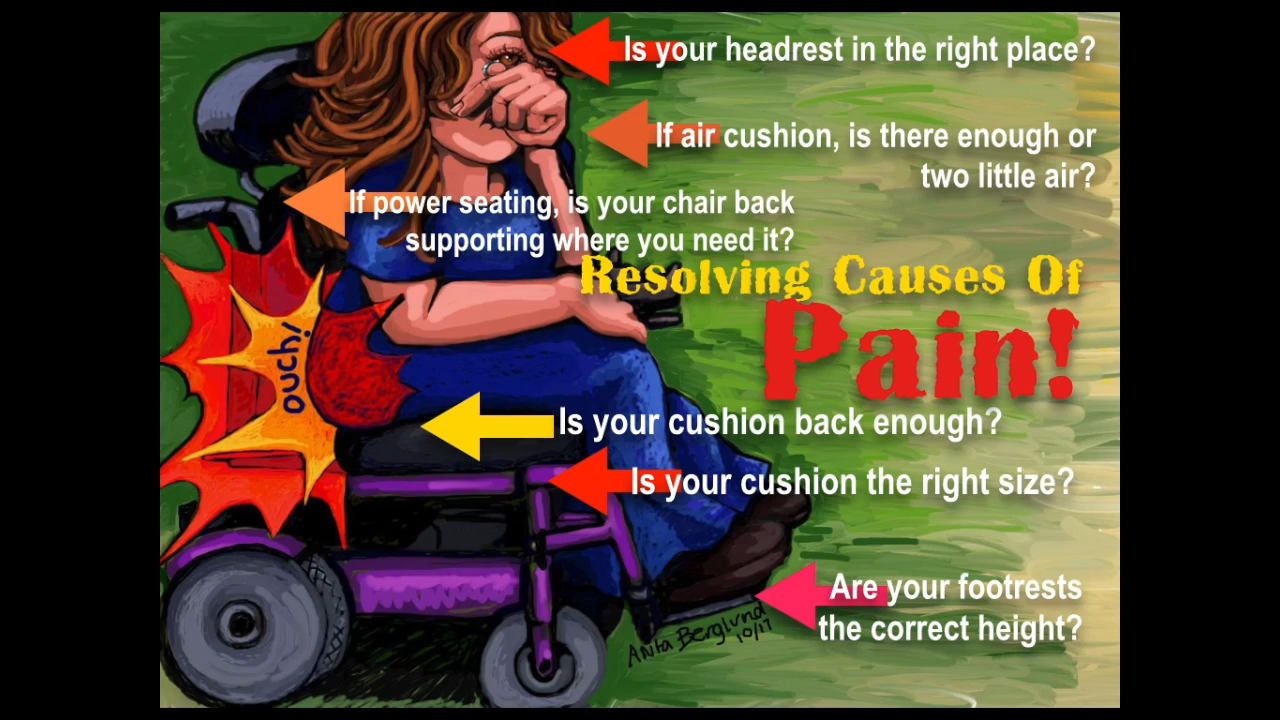 Is your headrest in the right place?
If air cushion, is there enough or
two little air?
If power seating, is your chair back
supporting where you need it?
Resolving Causes Of
Pain!
ouch!
Is your cushion back enough?
Is your cushion the right size?
Are your footrests
the correct height?
Anita Berglund
10/17